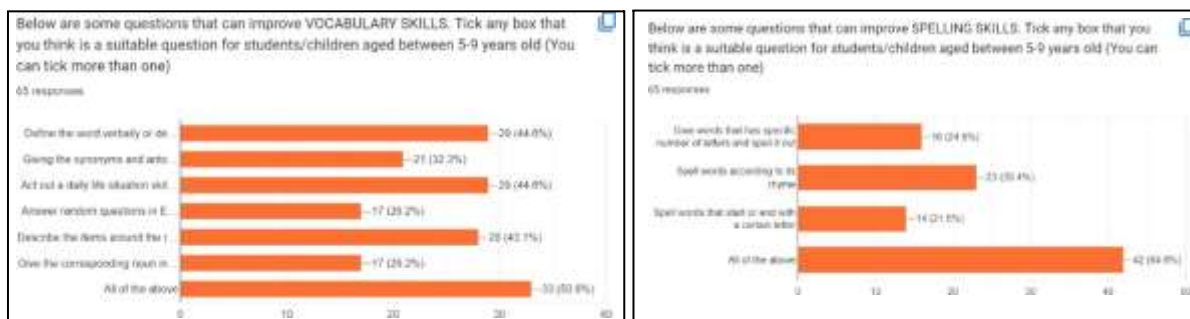 Below are some questions that can improve VOCABULARY SKILLS. Tick any box that
you think is a suitable question for students/children aged between 5-9 years old (You
can tick more than one)
65 responses
Define the word verbally or de...
29 (44.6%)
Giving the synonyms and anto...
21 (32.3%)
Act out a daily life situation
29 (44.6%)
Answer random questions in E...
17 (26.2%)
Describe the items around the r...
28 (43.1%)
Give the corresponding noun in...
17 (26.2%)
All of the above
33 (50.8%)
0 10 20 30 40
Below are some questions that can improve SPELLING SKILLS. Tick any box that you
think is a suitable question for students/children aged between 5-9 years old (You can
tick more than one)
65 responses
Give words that has specific
number of letters and spell it out
16 (24.6%)
Spell words according to its
rhyme
23 (35.4%)
Spell words that start or end with
a certain letter
14 (21.5%)
All of the above
42 (64.6%)
0 10 20 30 40 50